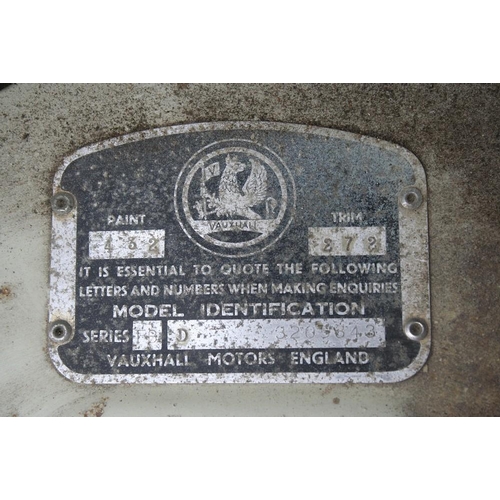 V
VAUXHALL
PAINT TRIM
432 272
IT IS ESSENTIAL TO QUOTE THE FOLLOWING
LETTERS AND NUMBERS WHEN MAKING ENQUIRIES
MODEL IDENTIFICATION
SERIES D
VAUXHALL MOTORS ENGLAND